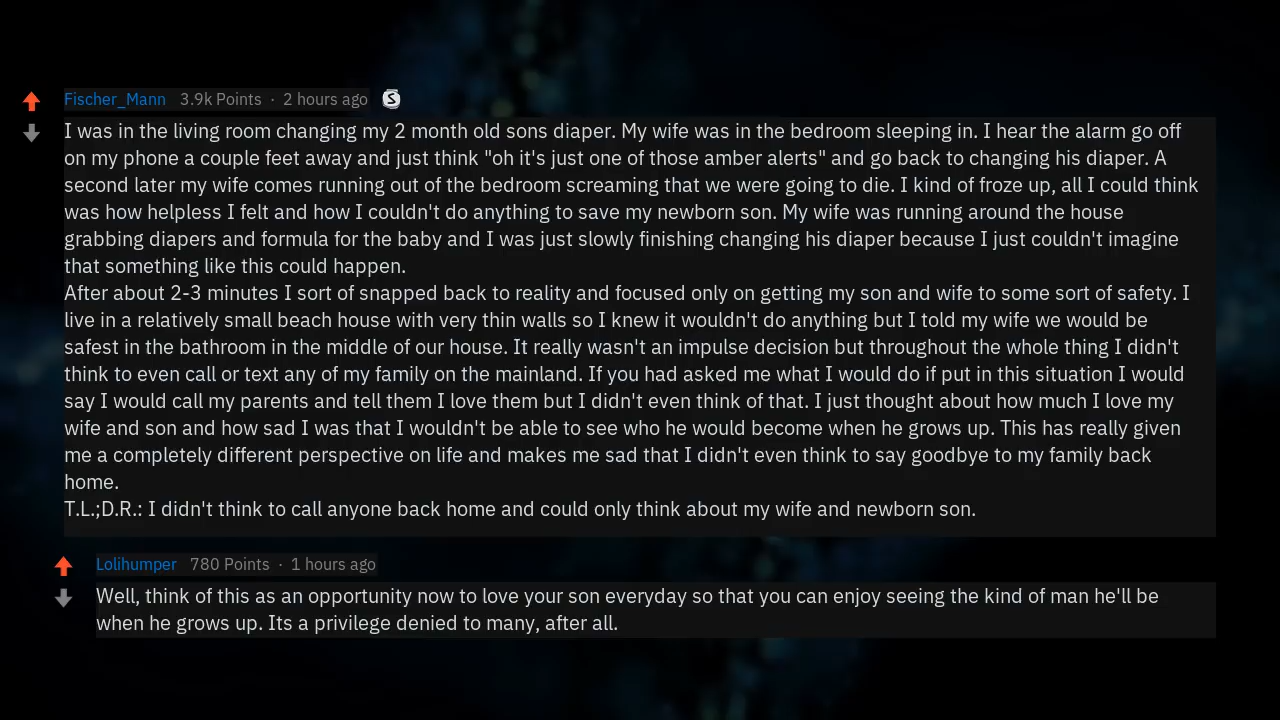 Fischer_Mann 3.9k Points · 2 hours ago
I was in the living room changing my 2 month old sons diaper. My wife was in the bedroom sleeping in. I hear the alarm go off
on my phone a couple feet away and just think "oh it's just one of those amber alerts" and go back to changing his diaper. A
second later my wife comes running out of the bedroom screaming that we were going to die. I kind of froze up, all I could think
was how helpless I felt and how I couldn't do anything to save my newborn son. My wife was running around the house
grabbing diapers and formula for the baby and I was just slowly finishing changing his diaper because I just couldn't imagine
that something like this could happen.
After about 2-3 minutes I sort of snapped back to reality and focused only on getting my son and wife to some sort of safety. I
live in a relatively small beach house with very thin walls so I knew it wouldn't do anything but I told my wife we would be
safest in the bathroom in the middle of our house. It really wasn't an impulse decision but throughout the whole thing I didn't
think to even call or text any of my family on the mainland. If you had asked me what I would do if put in this situation I would
say I would call my parents and tell them I love them but I didn't even think of that. I just thought about how much I love my
wife and son and how sad I was that I wouldn't be able to see who he would become when he grows up. This has really given
me a completely different perspective on life and makes me sad that I didn't even think to say goodbye to my family back
home.
T.L.;D.R.: I didn't think to call anyone back home and could only think about my wife and newborn son.
Lolihumper 780 Points · 1 hours ago
Well, think of this as an opportunity now to love your son everyday so that you can enjoy seeing the kind of man he'll be
when he grows up. Its a privilege denied to many, after all.